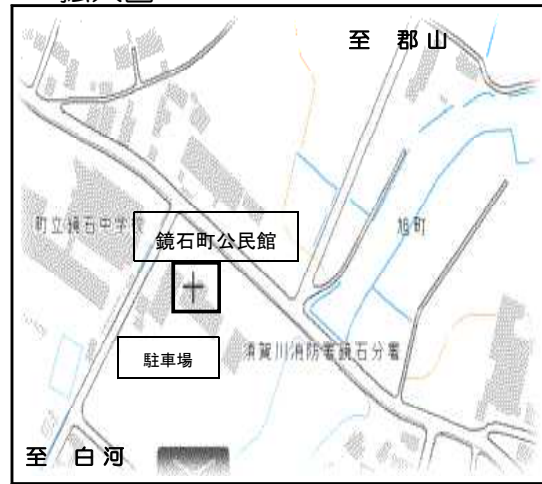 至 郡山
町立鏡石中学校
鏡石町公民館
旭町
駐車場
須賀川消防署鏡石分署
至 白河